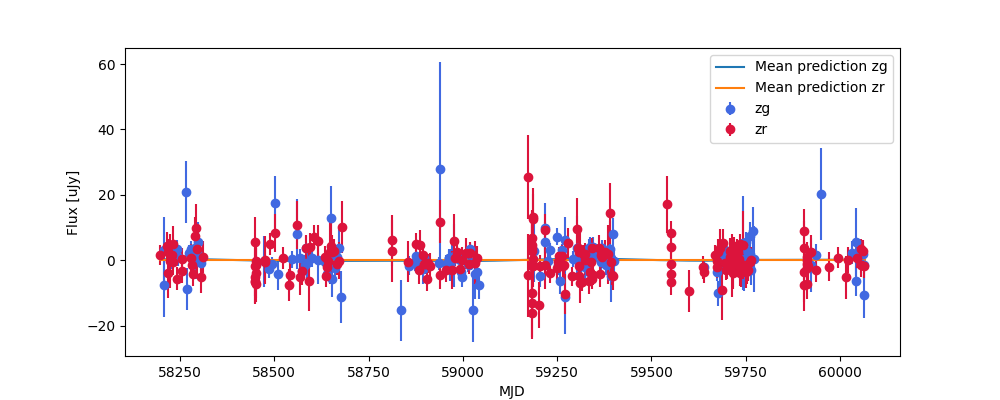 60
40
20
0
−20
Flux [uJy]
58250 58500 58750 59000 59250 59500 59750 60000
MJD
Mean prediction zg
Mean prediction zr
zg
zr